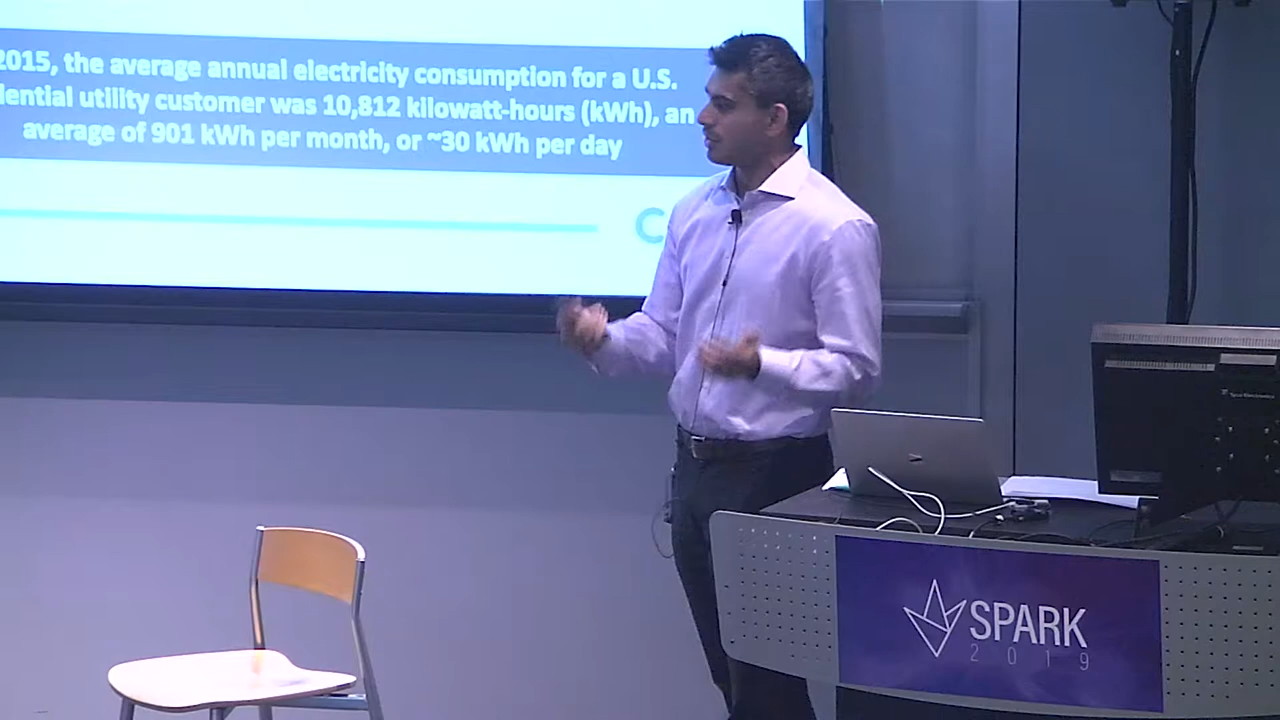 2015, the average annual electricity consumption for a U.S.
dential utility customer was 10,812 kilowatt-hours (kWh), an
average of 901 kWh per month, or ~30 kWh per day
C
SPARK
2019